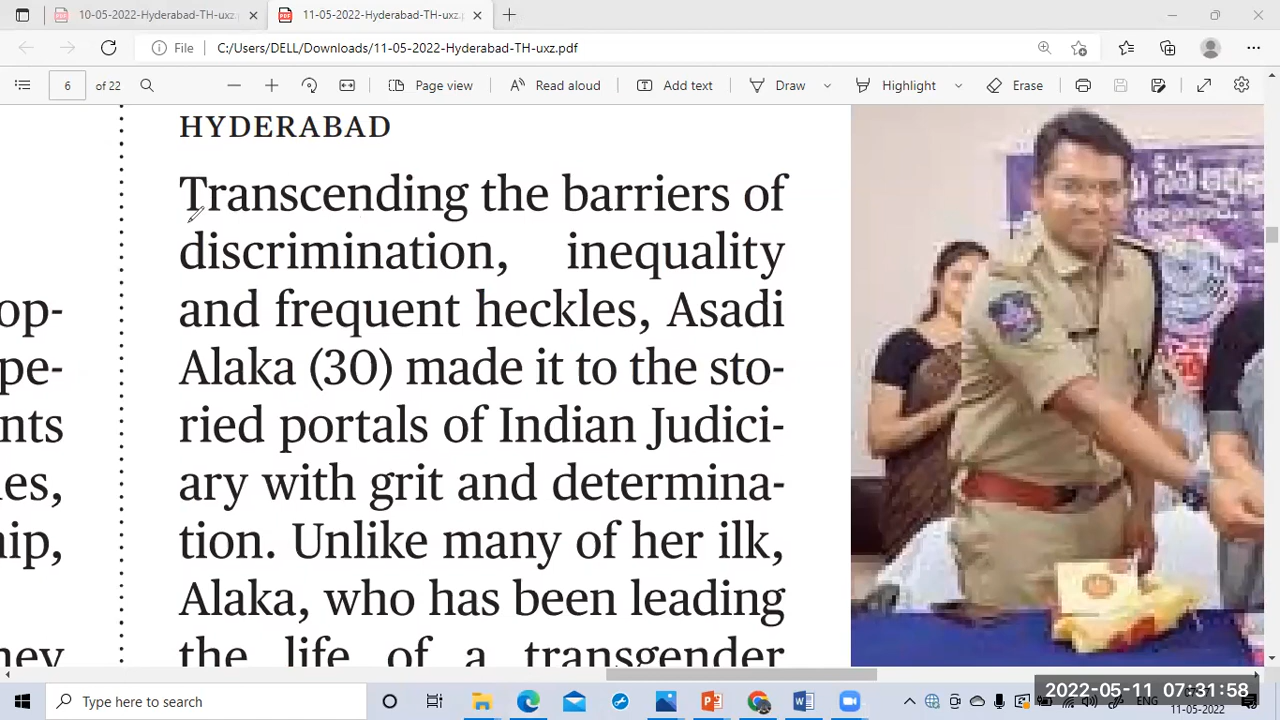 10-05-2022-Hyderabad-TH-uxz.p
11-05-2022-Hyderabad-TH-uxz.pdf
File
C:/Users/DELL/Downloads/11-05-2022-Hyderabad-TH-uxz.pdf
6 of 22
Page view
Read aloud
Add text
Draw
Highlight
Erase
op-
pe-
nts
es,
ip,
hey
HYDERABAD
Transcending the barriers of
discrimination, inequality
and frequent heckles, Asadi
Alaka (30) made it to the sto-
ried portals of Indian Judici-
ary with grit and determina-
tion. Unlike many of her ilk,
Alaka, who has been leading
the life of a transgender
Type here to search
ENG
2022-05-11 07:31:58
11-05-2022